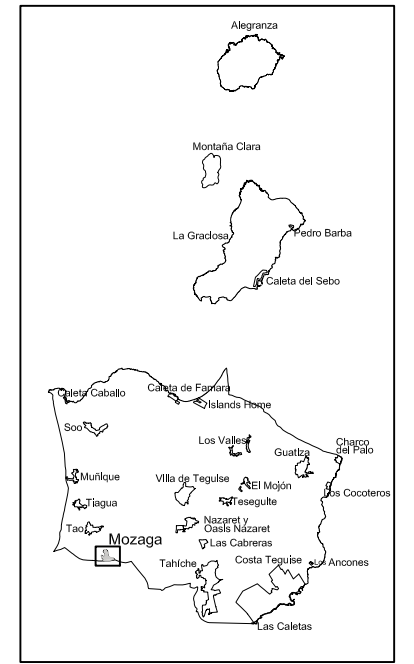 Alegranza
Montaña Clara
La Graciosa
Pedro Barba
Caleta del Sebo
Caleta Caballo
Caleta de Famara
Islands Home
Soo
Los Valles
Guatiza
Charco
del Palo
Muñique
Villa de Teguise
El Mojón
Los Cocoteros
Tiagua
Teseguite
Tao
Nazaret y
Oasis Nazaret
Mozaga
Las Cabreras
Tahíche
Costa Teguise
Los Ancones
Las Caletas